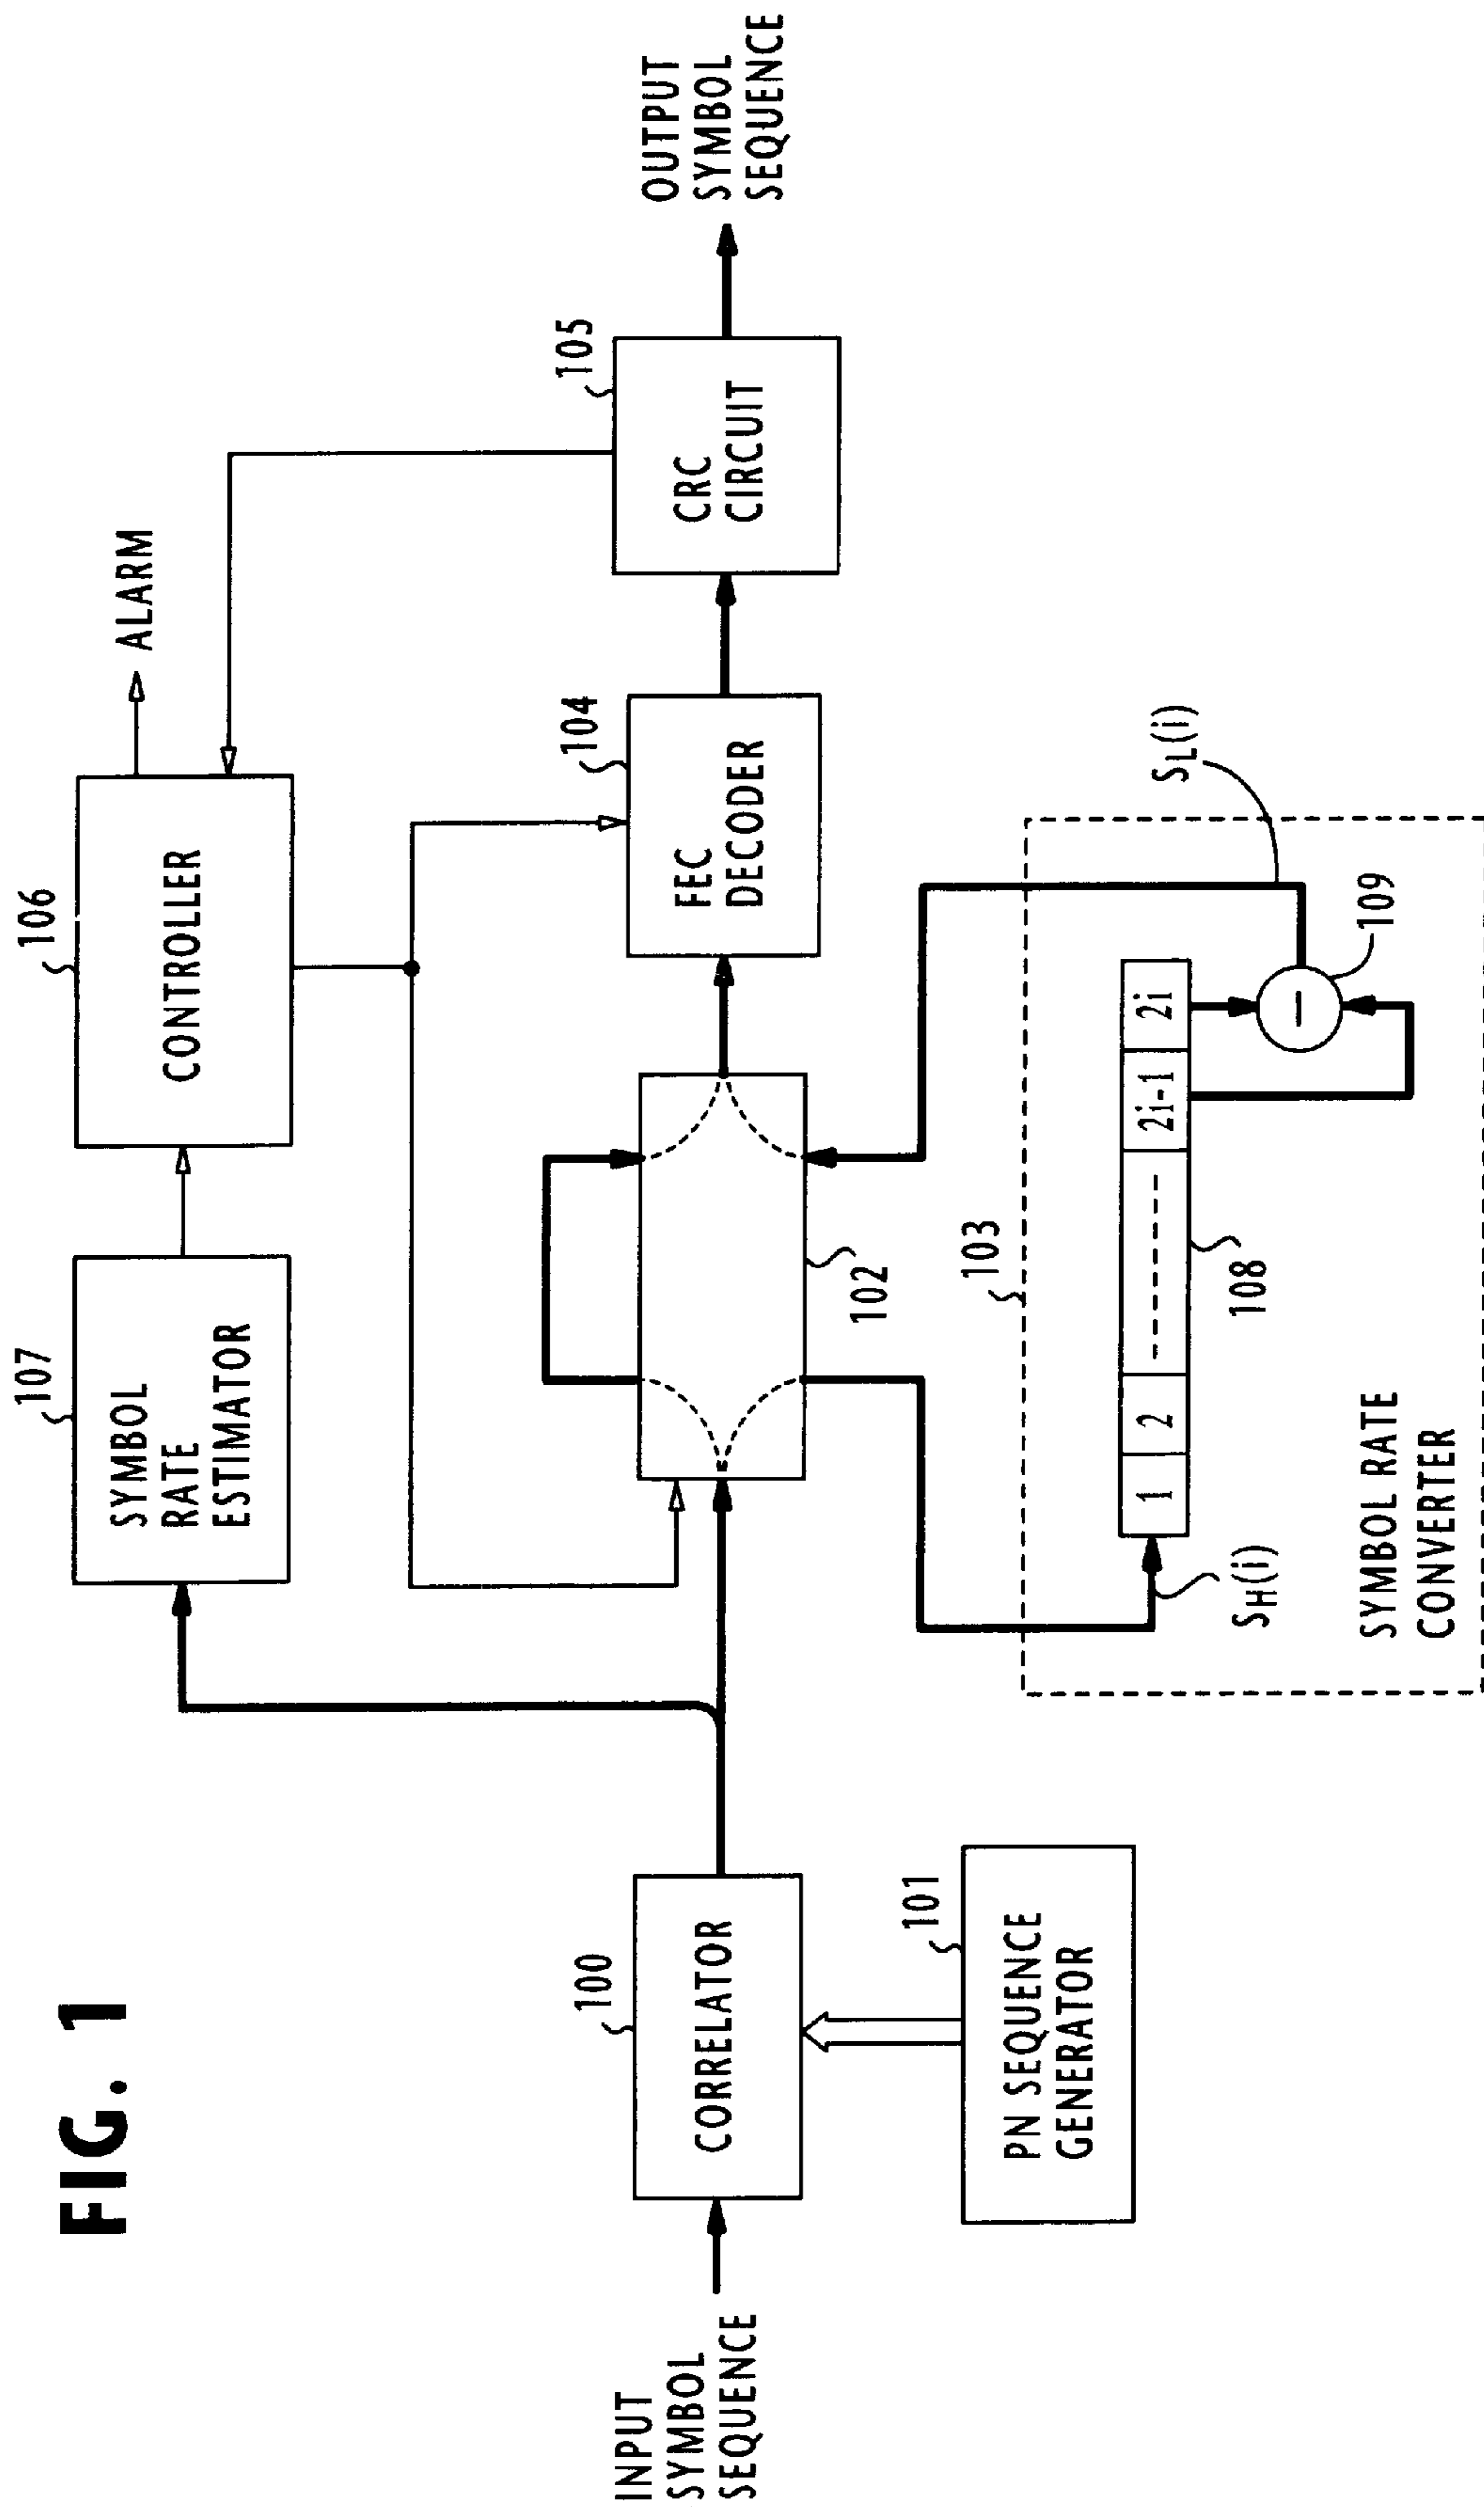 FIG. 1
107
SYMBOL
RATE
ESTIMATOR
106
CONTROLLER
ALARM
INPUT
SYMBOL
SEQUENCE
100
CORRELATOR
101
PN SEQUENCE
GENERATOR
102
104
FEC
DECODER
105
CRC
CIRCUIT
OUTPUT
SYMBOL
SEQUENCE
103
SL(i)
1
2
2i-1
2i
SH(i)
108
109
−
SYMBOL RATE
CONVERTER